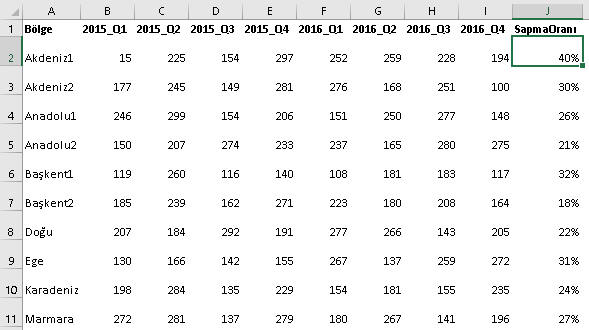 A B C D E F G H I J
1 Bölge 2015_Q1 2015_Q2 2015_Q3 2015_Q4 2016_Q1 2016_Q2 2016_Q3 2016_Q4 SapmaOranı
2 Akdeniz1 15 225 154 297 252 259 228 194 40%
3 Akdeniz2 177 245 149 281 276 168 251 100 30%
4 Anadolu1 246 299 154 206 151 250 277 148 26%
5 Anadolu2 150 207 274 233 237 165 280 275 21%
6 Başkent1 119 260 116 140 108 181 183 117 32%
7 Başkent2 185 239 162 271 223 180 208 164 18%
8 Doğu 207 184 292 191 277 266 143 205 22%
9 Ege 130 166 142 155 267 137 259 272 31%
10 Karadeniz 198 284 135 229 154 181 155 235 24%
11 Marmara 272 281 137 279 180 267 141 196 27%